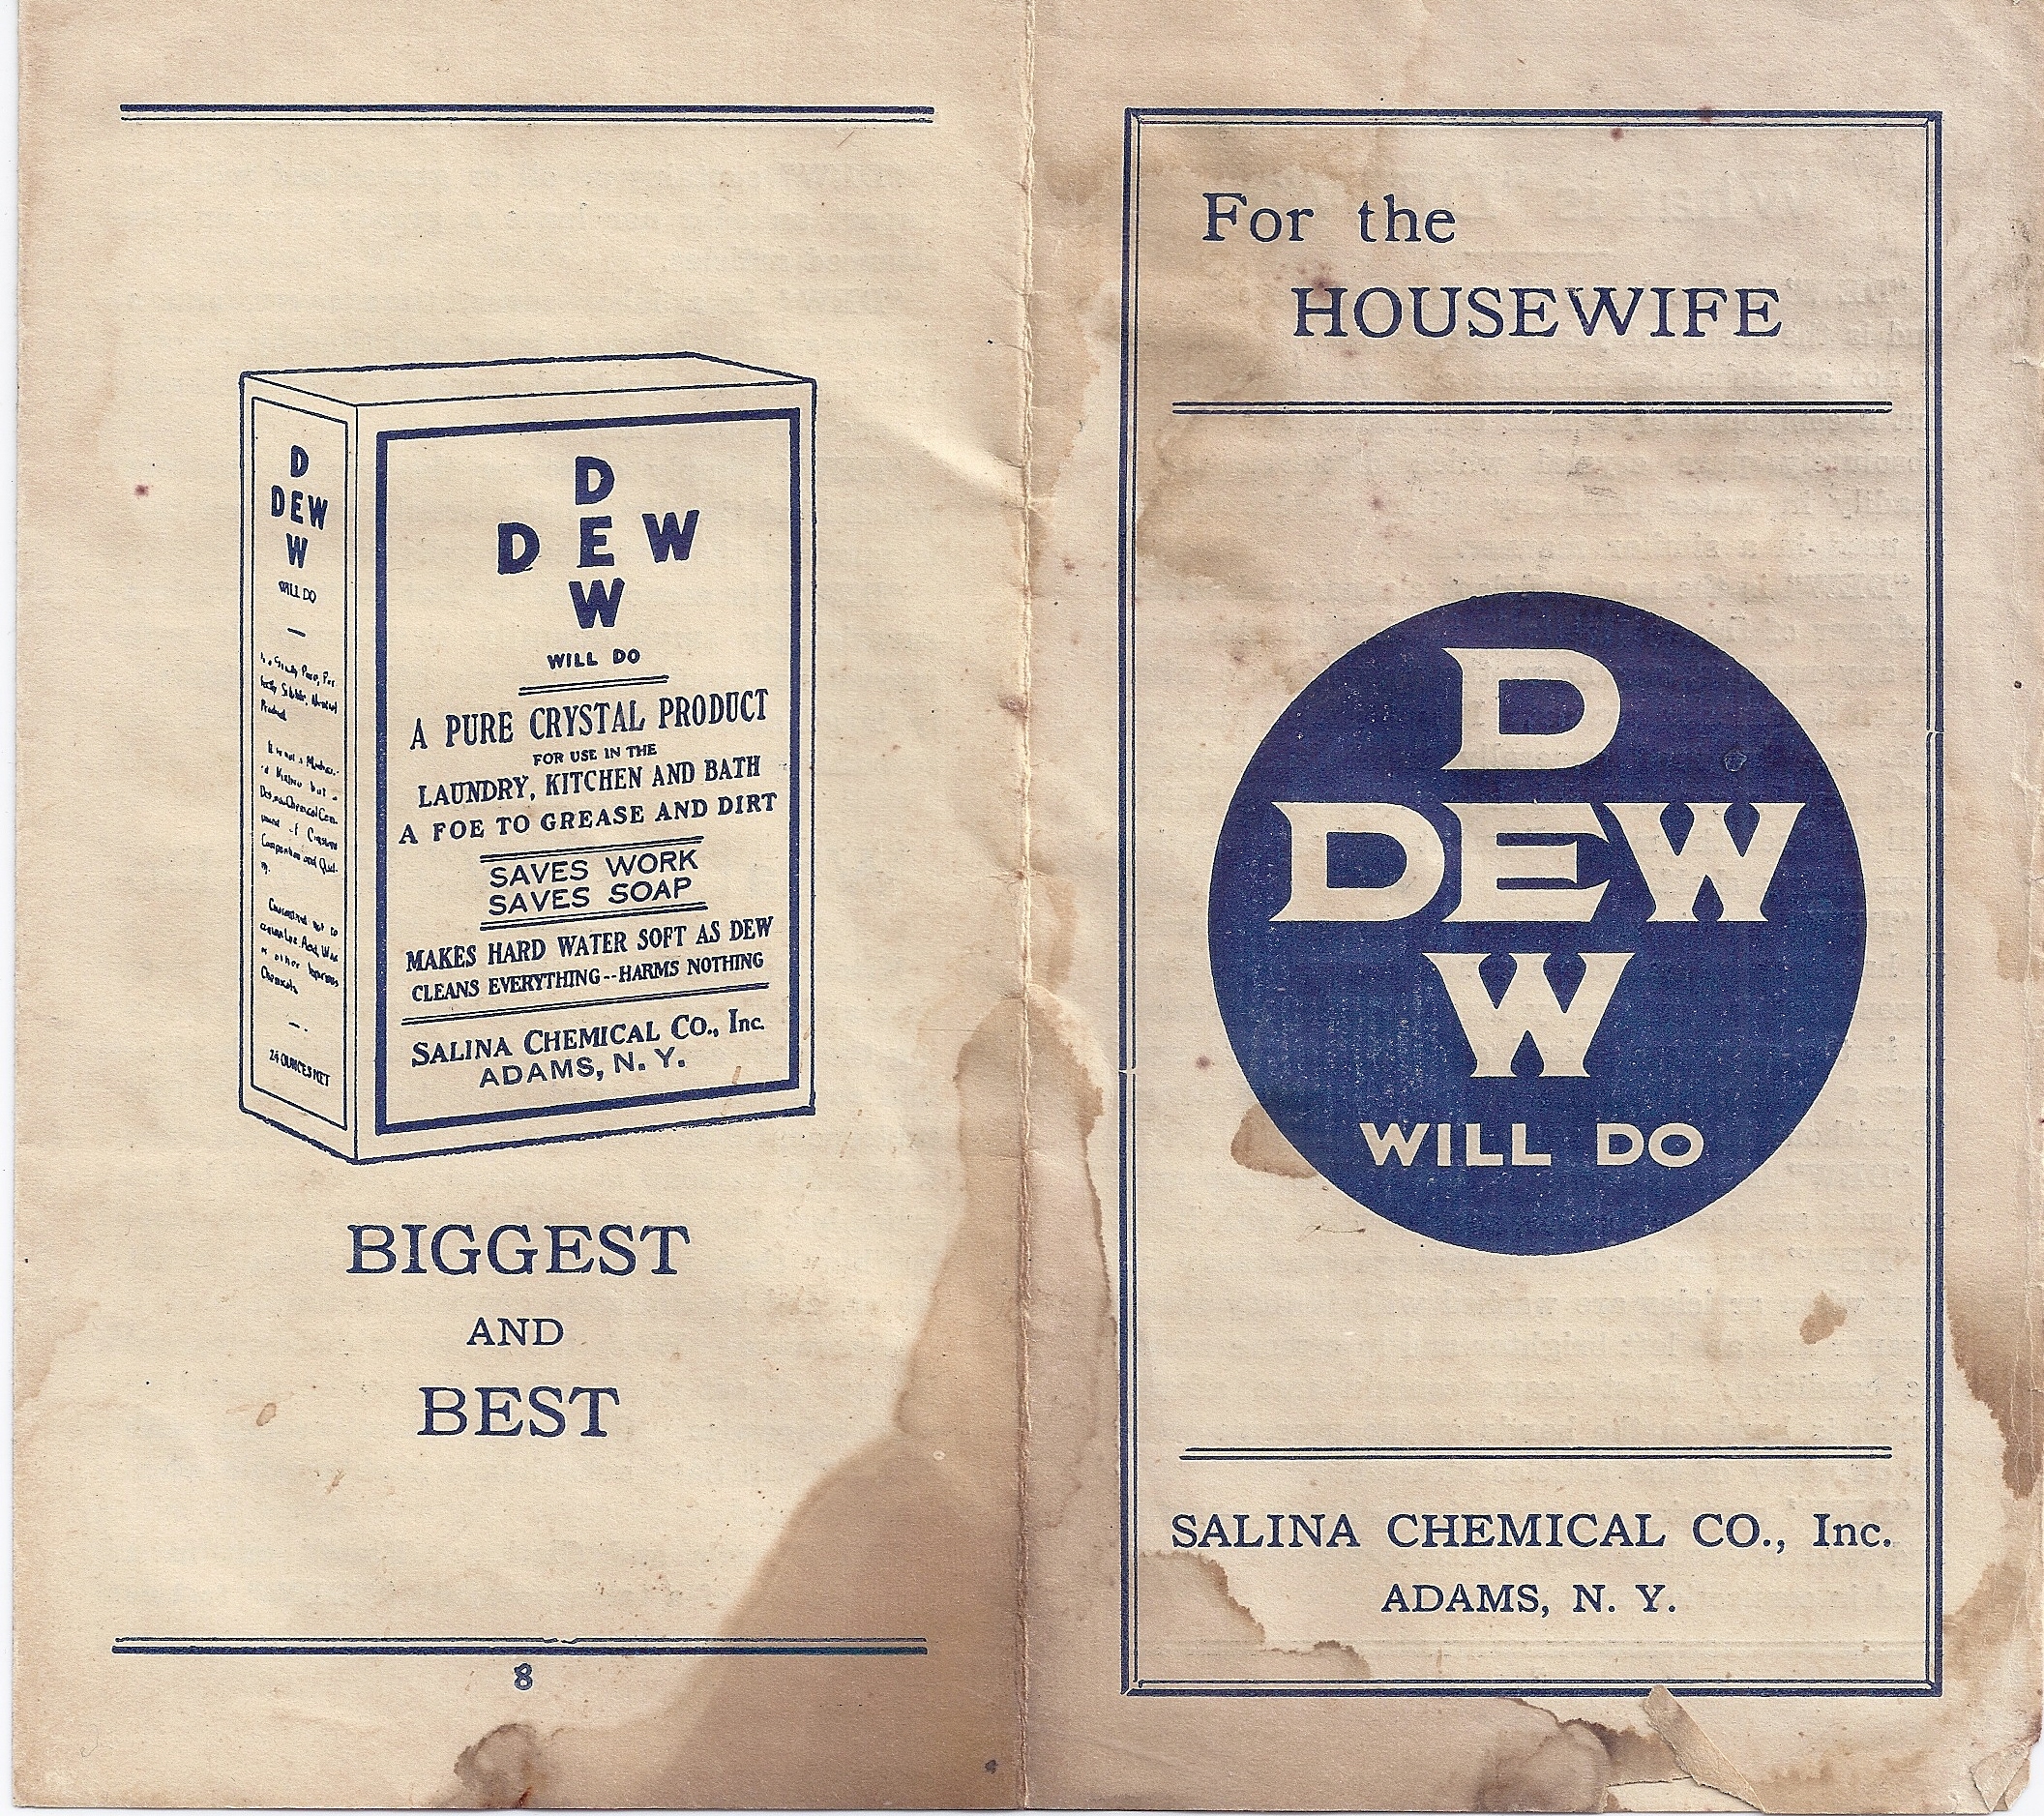 D
DEW
W
WILL DO
Product
24 OUNCES NET
D
DEW
W
WILL DO
A PURE CRYSTAL PRODUCT
FOR USE IN THE
LAUNDRY, KITCHEN AND BATH
A FOE TO GREASE AND DIRT
SAVES WORK
SAVES SOAP
MAKES HARD WATER SOFT AS DEW
CLEANS EVERYTHING--HARMS NOTHING
SALINA CHEMICAL CO., Inc.
ADAMS, N. Y.
BIGGEST
AND
BEST
8
For the
HOUSEWIFE
D
DEW
W
WILL DO
SALINA CHEMICAL CO., Inc.
ADAMS, N. Y.